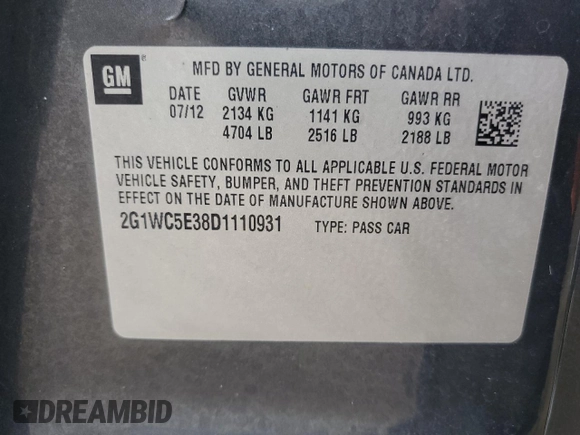 GM
MFD BY GENERAL MOTORS OF CANADA LTD.
DATE GVWR GAWR FRT GAWR RR
07/12 2134 KG 1141 KG 993 KG
4704 LB 2516 LB 2188 LB
THIS VEHICLE CONFORMS TO ALL APPLICABLE U.S. FEDERAL MOTOR
VEHICLE SAFETY, BUMPER, AND THEFT PREVENTION STANDARDS IN
EFFECT ON THE DATE OF MANUFACTURE SHOWN ABOVE.
2G1WC5E38D1110931 TYPE: PASS CAR
DREAMBID